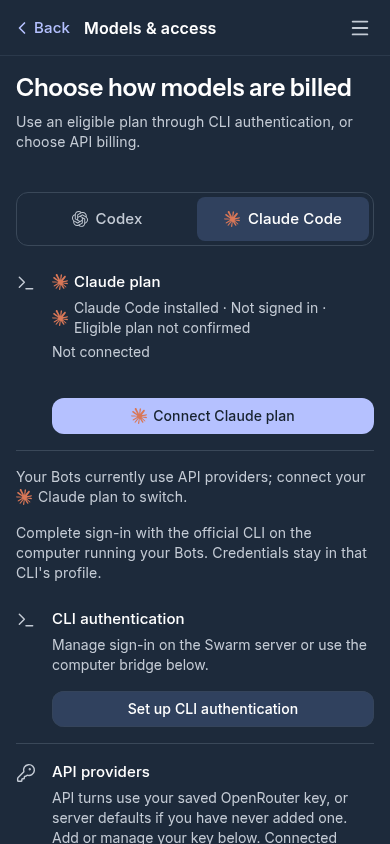 Back Models & access
Choose how models are billed
Use an eligible plan through CLI authentication, or
choose API billing.
Codex
Claude Code
Claude plan
Claude Code installed · Not signed in ·
Eligible plan not confirmed
Not connected
Connect Claude plan
Your Bots currently use API providers; connect your
Claude plan to switch.
Complete sign-in with the official CLI on the
computer running your Bots. Credentials stay in that
CLI's profile.
CLI authentication
Manage sign-in on the Swarm server or use the
computer bridge below.
Set up CLI authentication
API providers
API turns use your saved OpenRouter key, or
server defaults if you have never added one.
Add or manage your key below. Connected